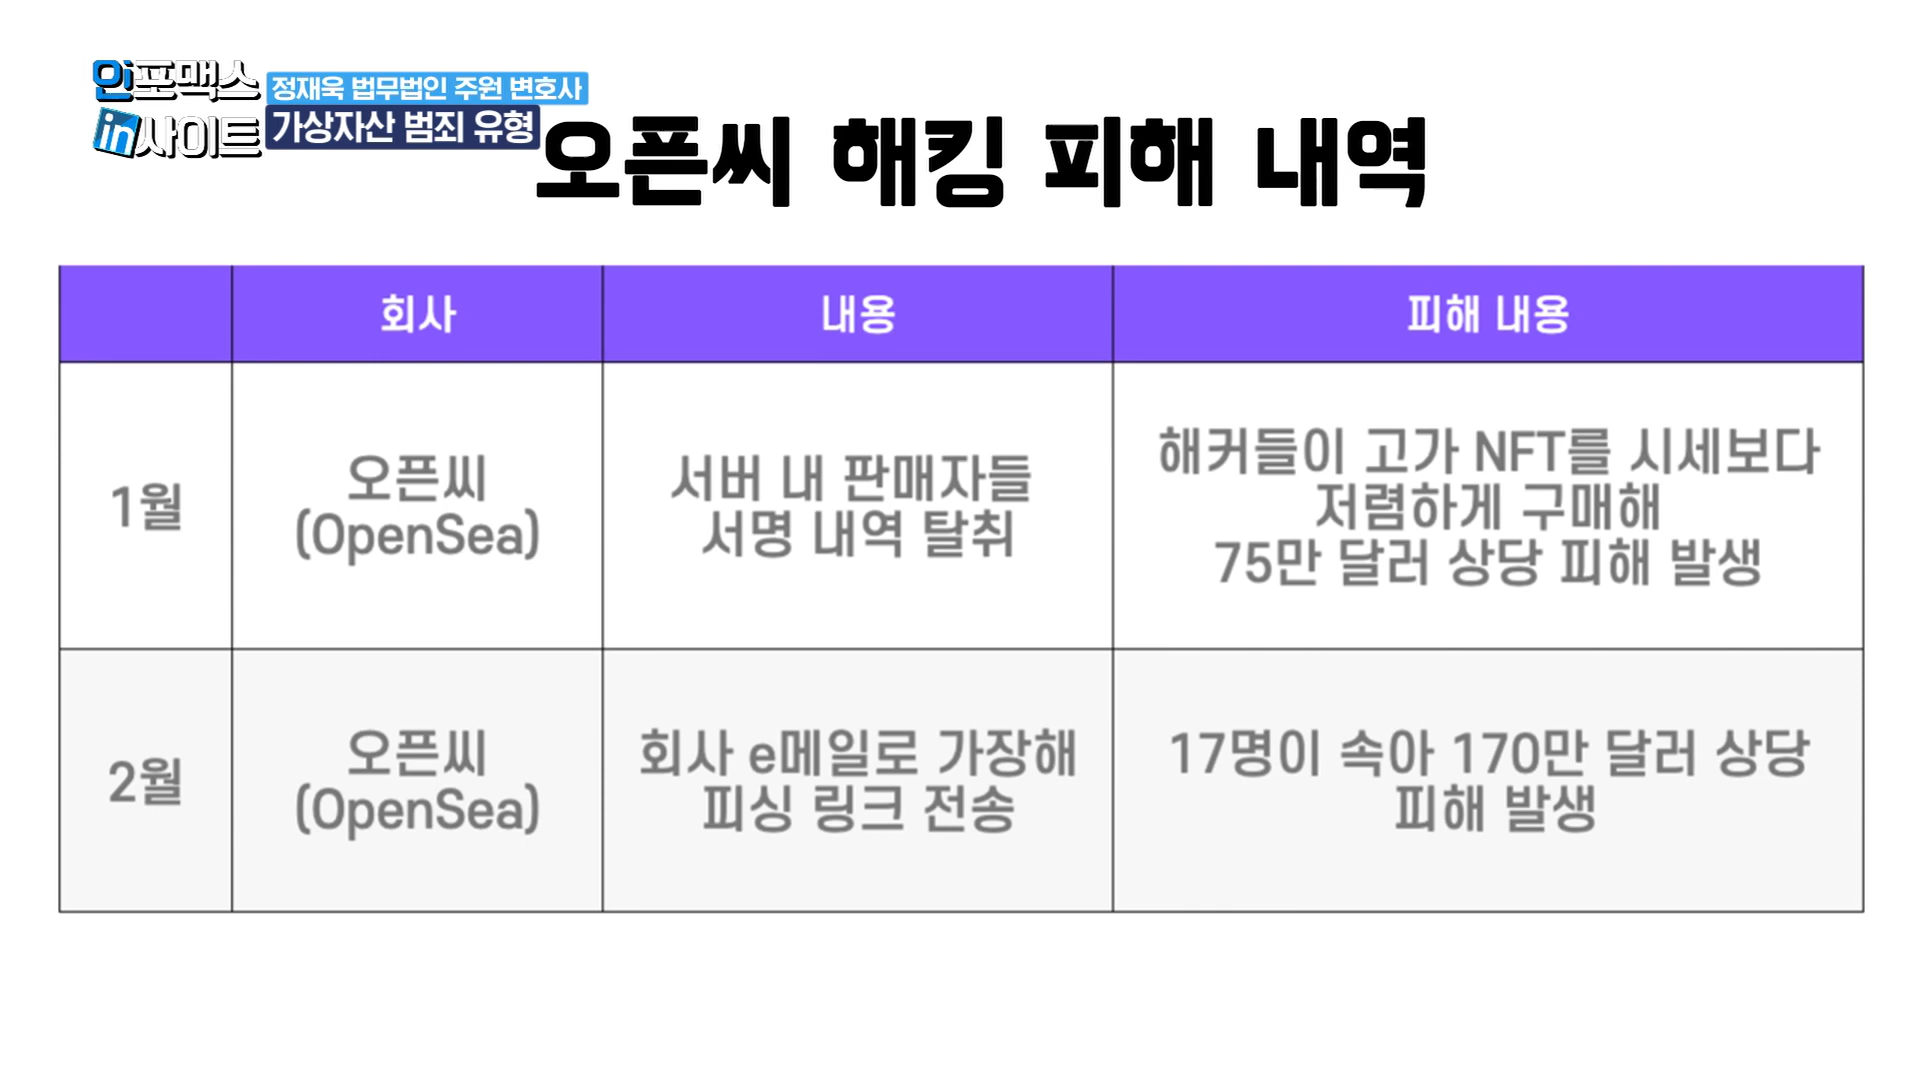 인포맥스
in사이트
정재욱 법무법인 주원 변호사
가상자산 범죄 유형
오픈씨 해킹 피해 내역
회사
내용
피해 내용
1월
오픈씨
(OpenSea)
서버 내 판매자들
서명 내역 탈취
해커들이 고가 NFT를 시세보다
저렴하게 구매해
75만 달러 상당 피해 발생
2월
오픈씨
(OpenSea)
회사 e메일로 가장해
피싱 링크 전송
17명이 속아 170만 달러 상당
피해 발생